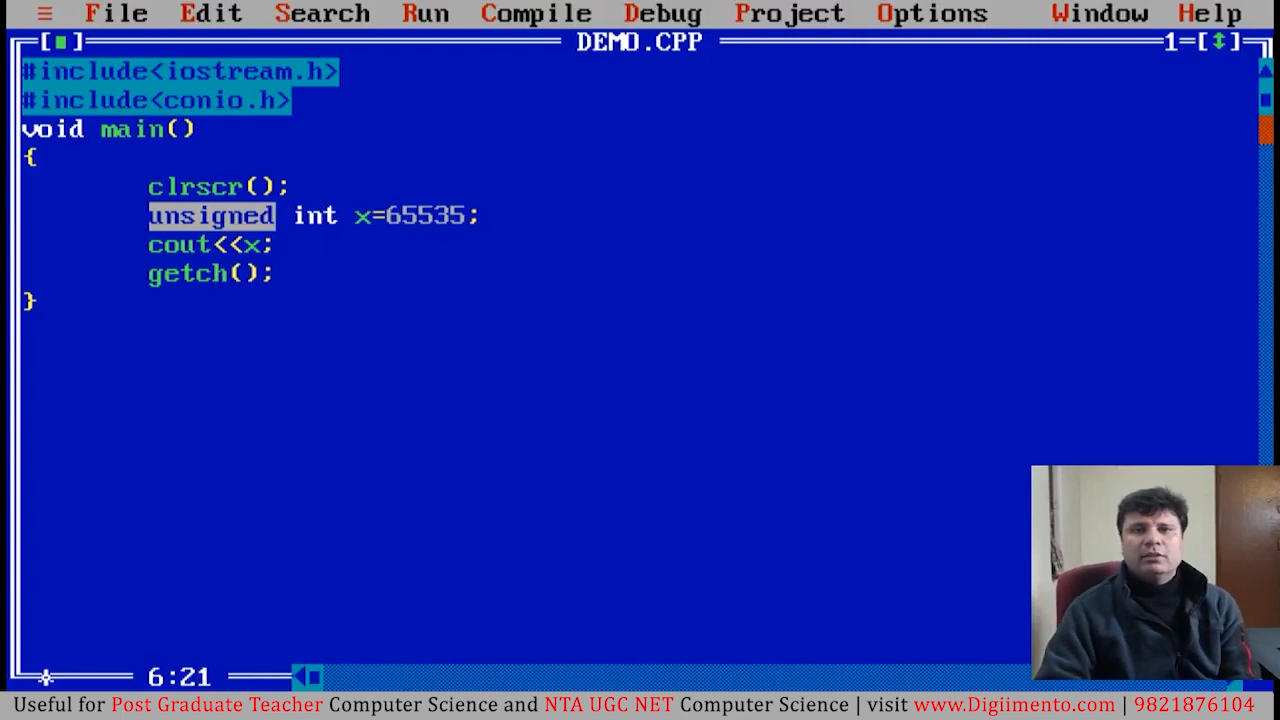 ≡ File Edit Search Run Compile Debug Project Options Window Help
[■] DEMO.CPP 1=[↕]
#include<iostream.h>
#include<conio.h>
void main()
{
clrscr();
unsigned int x=65535;
cout<<x;
getch();
}
6:21
Useful for Post Graduate Teacher Computer Science and NTA UGC NET Computer Science | visit www.Digiimento.com | 9821876104